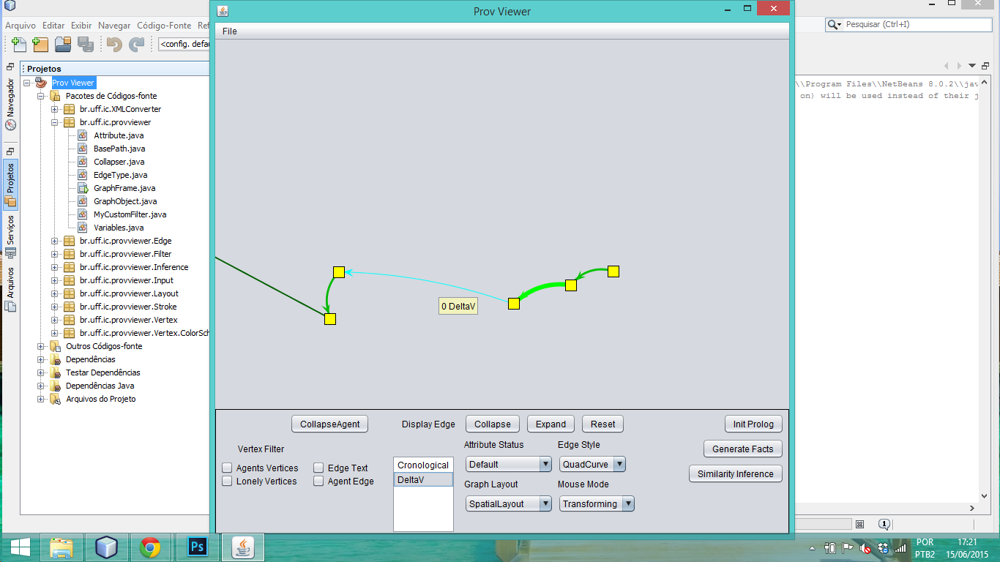 Prov Viewer
Arquivo Editar Exibir Navegar Código-Fonte Ref
Pesquisar (Ctrl+I)
File
<config. defau
Navegador
Projetos
Serviços
Arquivos
Projetos
Prov Viewer
Pacotes de Códigos-fonte
br.uff.ic.XMLConverter
br.uff.ic.provviewer
Attribute.java
BasePath.java
Collapser.java
EdgeType.java
GraphFrame.java
GraphObject.java
MyCustomFilter.java
Variables.java
br.uff.ic.provviewer.Edge
br.uff.ic.provviewer.Filter
br.uff.ic.provviewer.Inference
br.uff.ic.provviewer.Input
br.uff.ic.provviewer.Layout
br.uff.ic.provviewer.Stroke
br.uff.ic.provviewer.Vertex
br.uff.ic.provviewer.Vertex.ColorSch
Outros Códigos-fonte
Dependências
Testar Dependências
Dependências Java
Arquivos do Projeto
\\Program Files\\NetBeans 8.0.2\\jav
on) will be used instead of their j
0 DeltaV
CollapseAgent
Display Edge
Collapse
Expand
Reset
Init Prolog
Vertex Filter
Attribute Status
Edge Style
Generate Facts
Agents Vertices
Edge Text
Cronological
Default
QuadCurve
Lonely Vertices
Agent Edge
DeltaV
Graph Layout
Mouse Mode
Similarity Inference
SpatialLayout
Transforming
1
Ps
POR
PTB2
17:21
15/06/2015